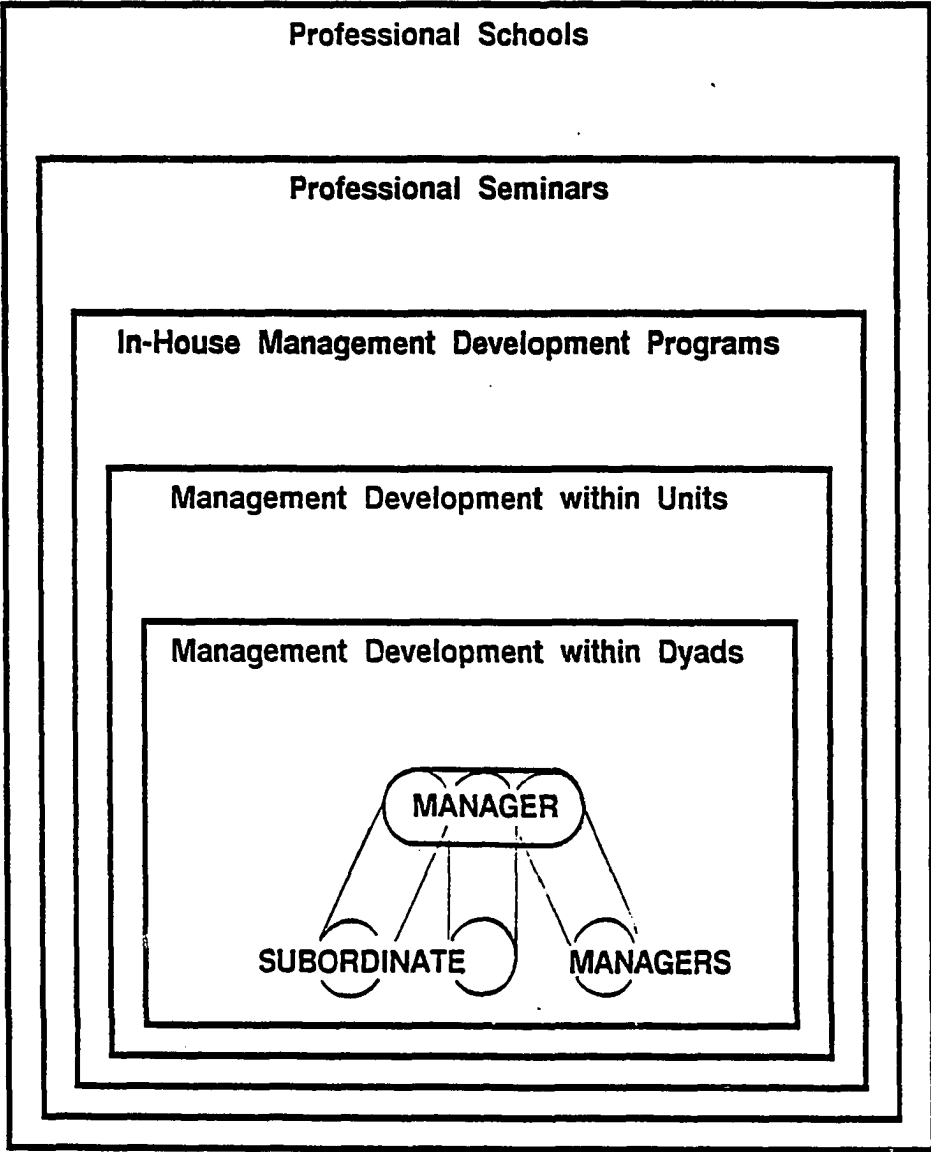 Professional Schools
Professional Seminars
In-House Management Development Programs
Management Development within Units
Management Development within Dyads
MANAGER
SUBORDINATE MANAGERS